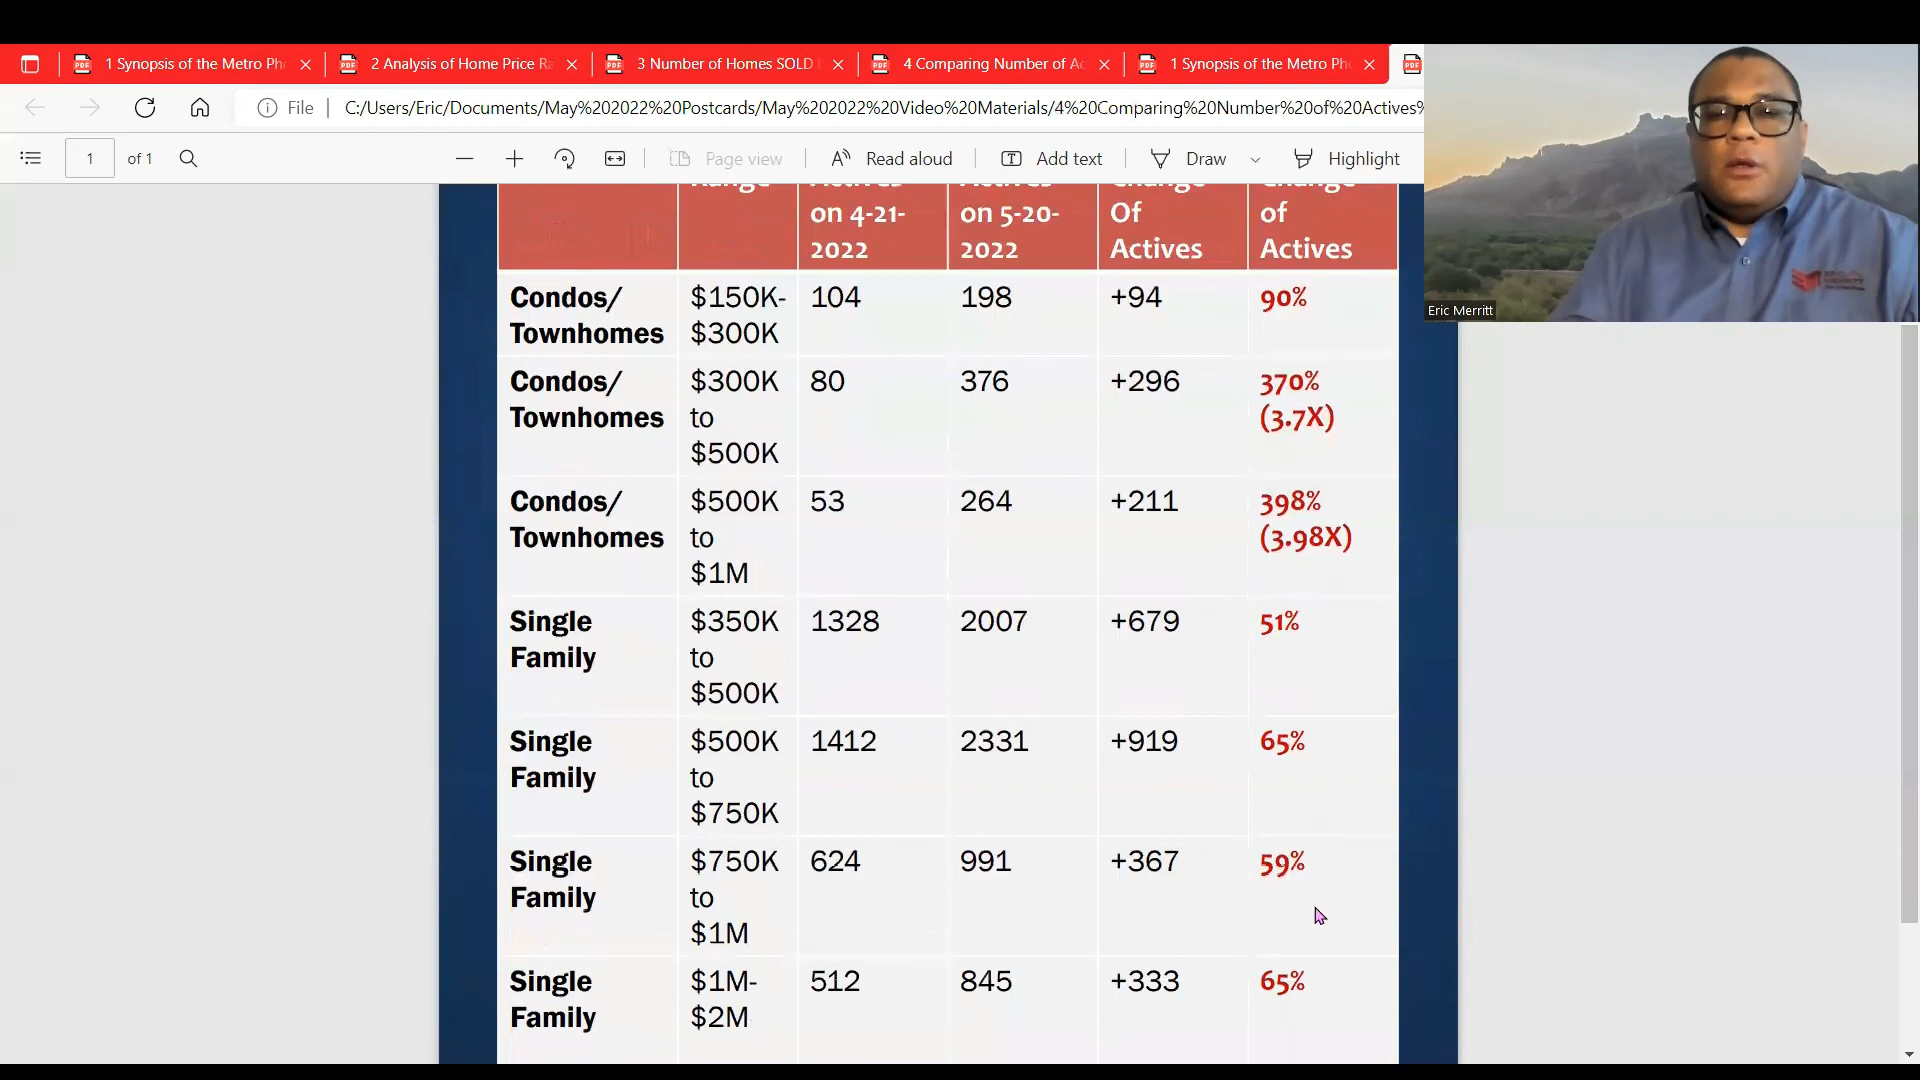 1 Synopsis of the Metro Ph
2 Analysis of Home Price Ra
3 Number of Homes SOLD
4 Comparing Number of Ac
1 Synopsis of the Metro Ph
File
C:/Users/Eric/Documents/May%202022%20Postcards/May%202022%20Video%20Materials/4%20Comparing%20Number%20of%20Actives%
1
of 1
Page view
Read aloud
Add text
Draw
Highlight
Range
Actives
on 4-21-
2022
Actives
on 5-20-
2022
Change
Of
Actives
Change
of
Actives
Condos/
Townhomes
$150K-
$300K
104
198
+94
90%
Condos/
Townhomes
$300K
to
$500K
80
376
+296
370%
(3.7X)
Condos/
Townhomes
$500K
to
$1M
53
264
+211
398%
(3.98X)
Single
Family
$350K
to
$500K
1328
2007
+679
51%
Single
Family
$500K
to
$750K
1412
2331
+919
65%
Single
Family
$750K
to
$1M
624
991
+367
59%
Single
Family
$1M-
$2M
512
845
+333
65%
Eric Merritt